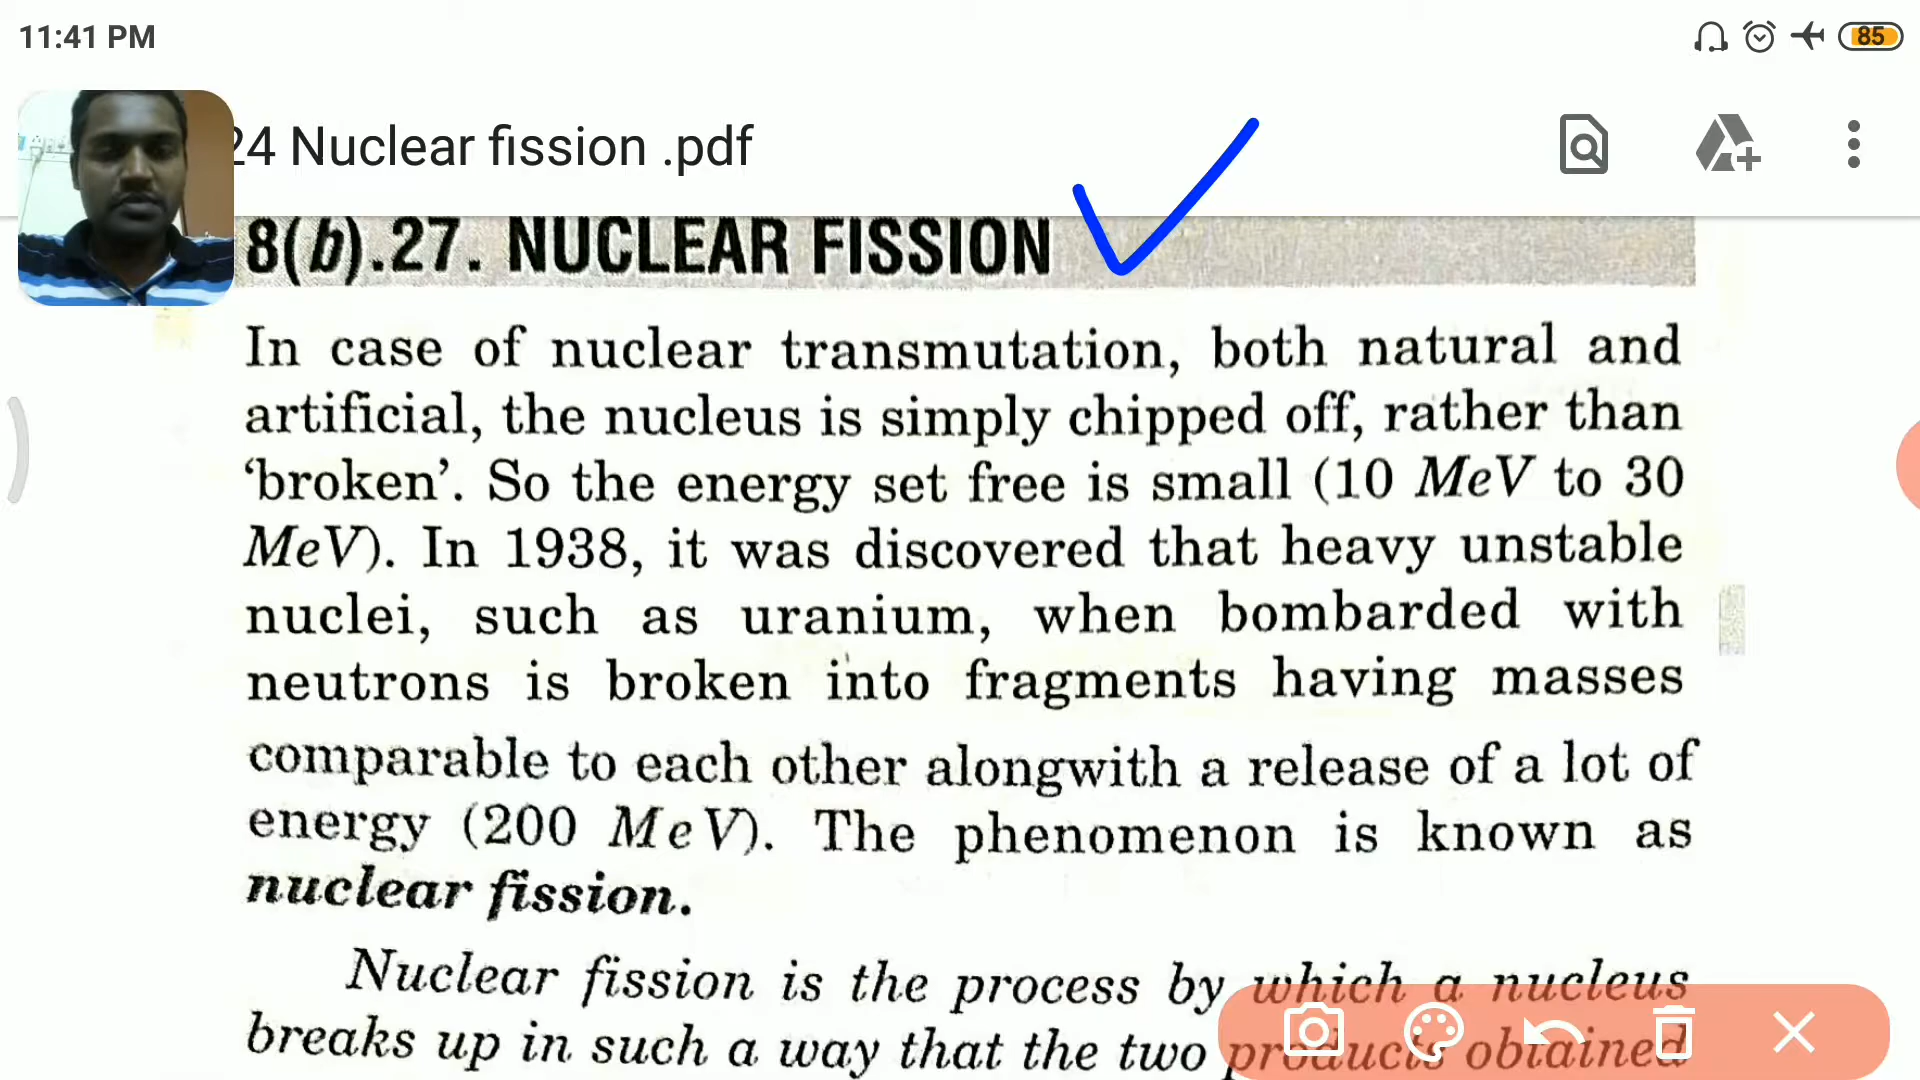 11:41 PM
85
24 Nuclear fission .pdf
8(b).27. NUCLEAR FISSION
In case of nuclear transmutation, both natural and
artificial, the nucleus is simply chipped off, rather than
‘broken’. So the energy set free is small (10 MeV to 30
MeV). In 1938, it was discovered that heavy unstable
nuclei, such as uranium, when bombarded with
neutrons is broken into fragments having masses
comparable to each other alongwith a release of a lot of
energy (200 MeV). The phenomenon is known as
nuclear fission.
Nuclear fission is the process by which a nucleus
breaks up in such a way that the two products obtained